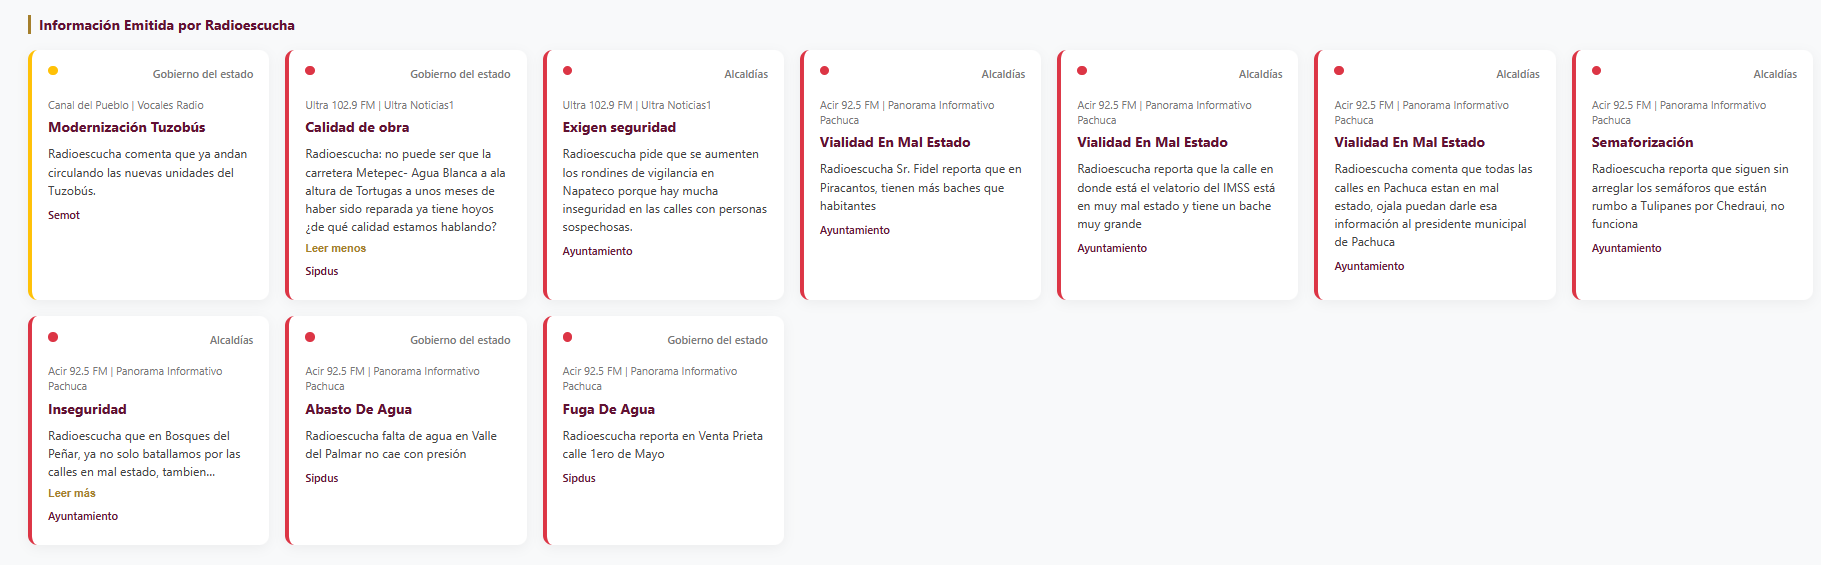 Información Emitida por Radioescucha
Gobierno del estado
Canal del Pueblo | Vocales Radio
Modernización Tuzobús
Radioescucha comenta que ya andan
circulando las nuevas unidades del
Tuzobús.
Semot
Gobierno del estado
Ultra 102.9 FM | Ultra Noticias1
Calidad de obra
Radioescucha: no puede ser que la
carretera Metepec- Agua Blanca a ala
altura de Tortugas a unos meses de
haber sido reparada ya tiene hoyos
¿de qué calidad estamos hablando?
Leer menos
Sipdus
Alcaldías
Ultra 102.9 FM | Ultra Noticias1
Exigen seguridad
Radioescucha pide que se aumenten
los rondines de vigilancia en
Napateco porque hay mucha
inseguridad en las calles con personas
sospechosas.
Ayuntamiento
Alcaldías
Acir 92.5 FM | Panorama Informativo
Pachuca
Vialidad En Mal Estado
Radioescucha Sr. Fidel reporta que en
Piracantos, tienen más baches que
habitantes
Ayuntamiento
Alcaldías
Acir 92.5 FM | Panorama Informativo
Pachuca
Vialidad En Mal Estado
Radioescucha reporta que la calle en
donde está el velatorio del IMSS está
en muy mal estado y tiene un bache
muy grande
Ayuntamiento
Alcaldías
Acir 92.5 FM | Panorama Informativo
Pachuca
Vialidad En Mal Estado
Radioescucha comenta que todas las
calles en Pachuca estan en mal
estado, ojala puedan darle esa
información al presidente municipal
de Pachuca
Ayuntamiento
Alcaldías
Acir 92.5 FM | Panorama Informativo
Pachuca
Semaforización
Radioescucha reporta que siguen sin
arreglar los semáforos que están
rumbo a Tulipanes por Chedraui, no
funciona
Ayuntamiento
Alcaldías
Acir 92.5 FM | Panorama Informativo
Pachuca
Inseguridad
Radioescucha que en Bosques del
Peñar, ya no solo batallamos por las
calles en mal estado, tambien...
Leer más
Ayuntamiento
Gobierno del estado
Acir 92.5 FM | Panorama Informativo
Pachuca
Abasto De Agua
Radioescucha falta de agua en Valle
del Palmar no cae con presión
Sipdus
Gobierno del estado
Acir 92.5 FM | Panorama Informativo
Pachuca
Fuga De Agua
Radioescucha reporta en Venta Prieta
calle 1ero de Mayo
Sipdus